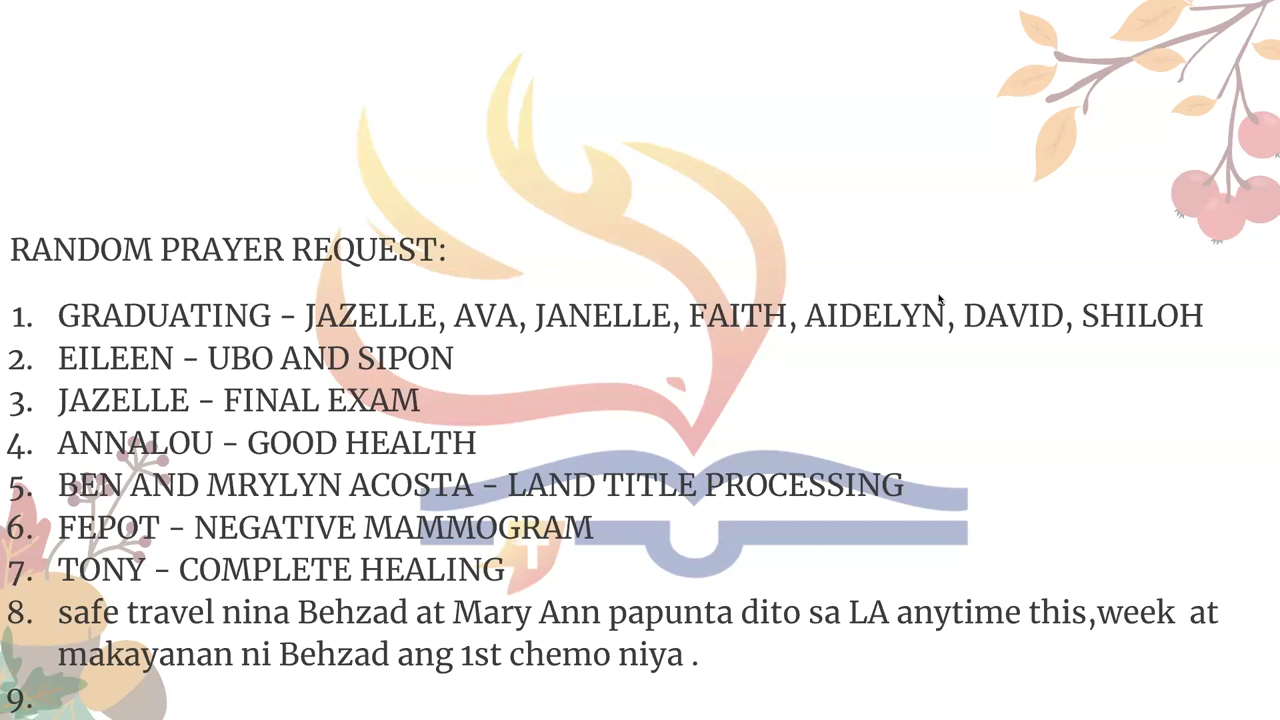 RANDOM PRAYER REQUEST:
1. GRADUATING - JAZELLE, AVA, JANELLE, FAITH, AIDELYN, DAVID, SHILOH
2. EILEEN - UBO AND SIPON
3. JAZELLE - FINAL EXAM
4. ANNALOU - GOOD HEALTH
5. BEN AND MRYLYN ACOSTA - LAND TITLE PROCESSING
6. FEPOT - NEGATIVE MAMMOGRAM
7. TONY - COMPLETE HEALING
8. safe travel nina Behzad at Mary Ann papunta dito sa LA anytime this,week at
makayanan ni Behzad ang 1st chemo niya .
9.